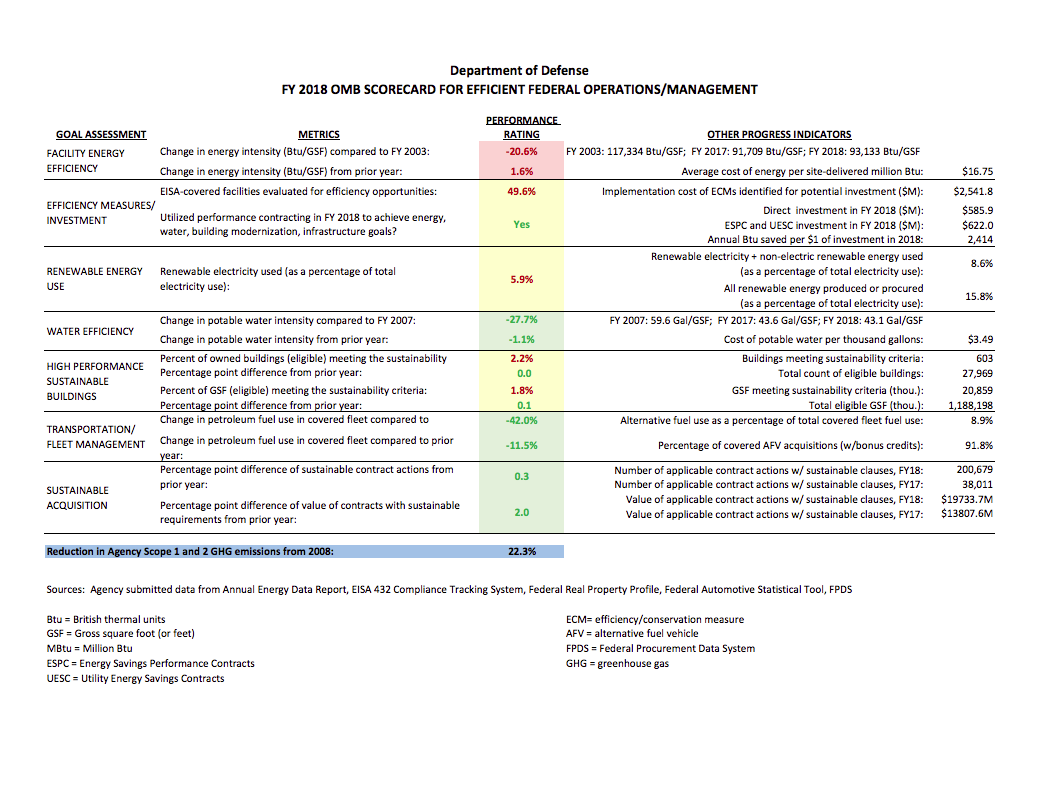 Department of Defense
FY 2018 OMB SCORECARD FOR EFFICIENT FEDERAL OPERATIONS/MANAGEMENT
PERFORMANCE
GOAL ASSESSMENT METRICS RATING OTHER PROGRESS INDICATORS
FACILITY ENERGY
EFFICIENCY
Change in energy intensity (Btu/GSF) compared to FY 2003: -20.6% FY 2003: 117,334 Btu/GSF; FY 2017: 91,709 Btu/GSF; FY 2018: 93,133 Btu/GSF
Change in energy intensity (Btu/GSF) from prior year: 1.6% Average cost of energy per site-delivered million Btu: $16.75
EFFICIENCY MEASURES/
INVESTMENT
EISA-covered facilities evaluated for efficiency opportunities: 49.6% Implementation cost of ECMs identified for potential investment ($M): $2,541.8
Utilized performance contracting in FY 2018 to achieve energy,
water, building modernization, infrastructure goals?
Yes
Direct investment in FY 2018 ($M): $585.9
ESPC and UESC investment in FY 2018 ($M): $622.0
Annual Btu saved per $1 of investment in 2018: 2,414
RENEWABLE ENERGY
USE
Renewable electricity used (as a percentage of total
electricity use):
5.9%
Renewable electricity + non-electric renewable energy used
(as a percentage of total electricity use):
8.6%
All renewable energy produced or procured
(as a percentage of total electricity use):
15.8%
WATER EFFICIENCY
Change in potable water intensity compared to FY 2007: -27.7% FY 2007: 59.6 Gal/GSF; FY 2017: 43.6 Gal/GSF; FY 2018: 43.1 Gal/GSF
Change in potable water intensity from prior year: -1.1% Cost of potable water per thousand gallons: $3.49
HIGH PERFORMANCE
SUSTAINABLE
BUILDINGS
Percent of owned buildings (eligible) meeting the sustainability 2.2% Buildings meeting sustainability criteria: 603
Percentage point difference from prior year: 0.0 Total count of eligible buildings: 27,969
Percent of GSF (eligible) meeting the sustainability criteria: 1.8% GSF meeting sustainability criteria (thou.): 20,859
Percentage point difference from prior year: 0.1 Total eligible GSF (thou.): 1,188,198
TRANSPORTATION/
FLEET MANAGEMENT
Change in petroleum fuel use in covered fleet compared to -42.0% Alternative fuel use as a percentage of total covered fleet fuel use: 8.9%
Change in petroleum fuel use in covered fleet compared to prior
year:
-11.5% Percentage of covered AFV acquisitions (w/bonus credits): 91.8%
SUSTAINABLE
ACQUISITION
Percentage point difference of sustainable contract actions from
prior year:
0.3
Number of applicable contract actions w/ sustainable clauses, FY18: 200,679
Number of applicable contract actions w/ sustainable clauses, FY17: 38,011
Percentage point difference of value of contracts with sustainable
requirements from prior year:
2.0
Value of applicable contract actions w/ sustainable clauses, FY18: $19733.7M
Value of applicable contract actions w/ sustainable clauses, FY17: $13807.6M
Reduction in Agency Scope 1 and 2 GHG emissions from 2008: 22.3%
Sources: Agency submitted data from Annual Energy Data Report, EISA 432 Compliance Tracking System, Federal Real Property Profile, Federal Automotive Statistical Tool, FPDS
Btu = British thermal units
GSF = Gross square foot (or feet)
MBtu = Million Btu
ESPC = Energy Savings Performance Contracts
UESC = Utility Energy Savings Contracts
ECM= efficiency/conservation measure
AFV = alternative fuel vehicle
FPDS = Federal Procurement Data System
GHG = greenhouse gas